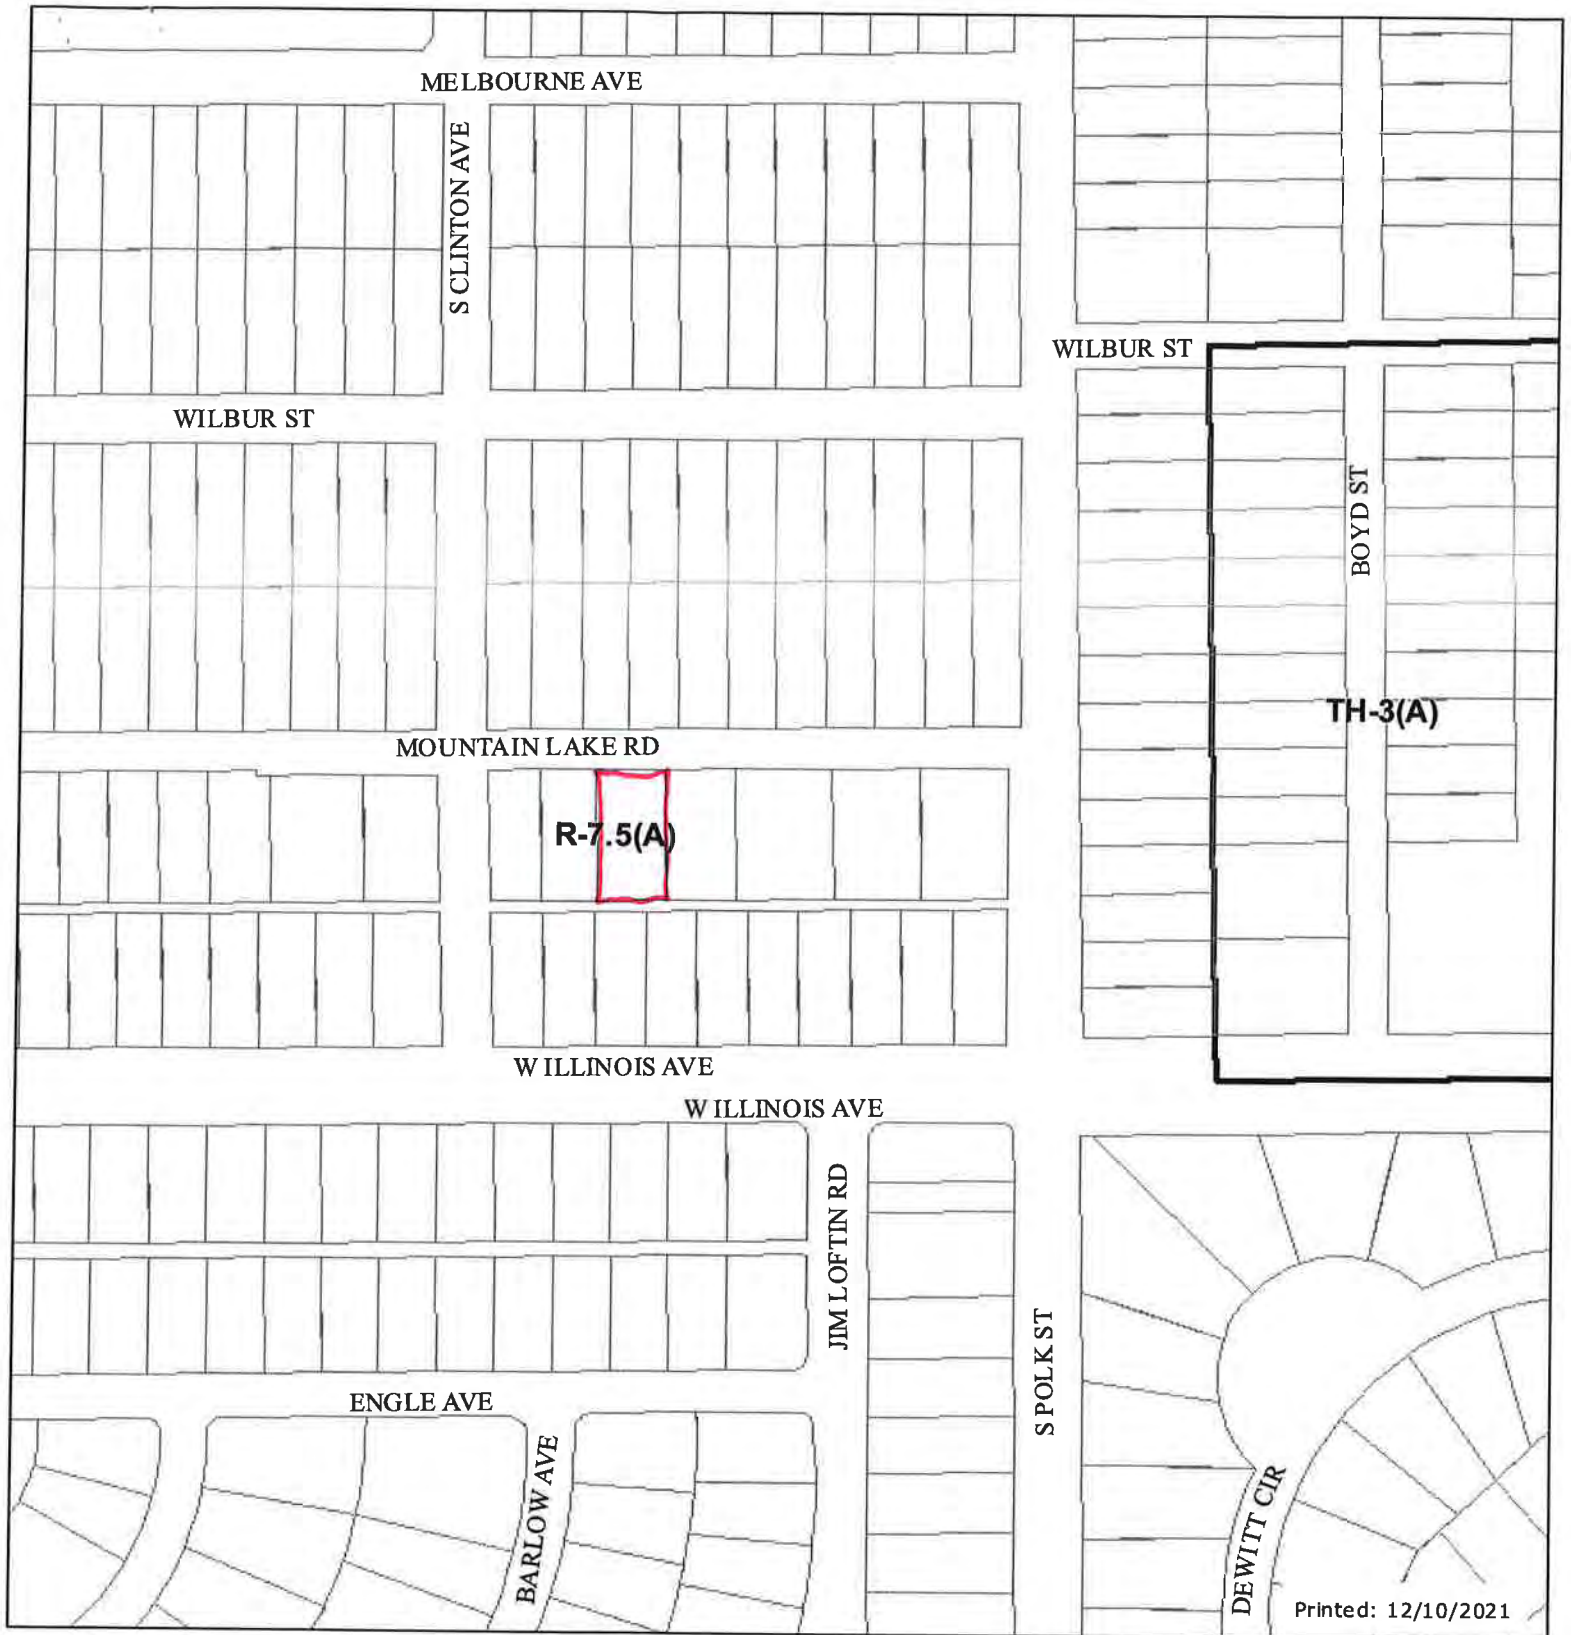 MELBOURNE AVE
S CLINTON AVE
WILBUR ST
WILBUR ST
BOYD ST
TH-3(A)
MOUNTAIN LAKE RD
R-7.5(A)
W ILLINOIS AVE
W ILLINOIS AVE
JIM LOFTIN RD
S POLK ST
ENGLE AVE
BARLOW AVE
DEWITT CIR
Printed: 12/10/2021